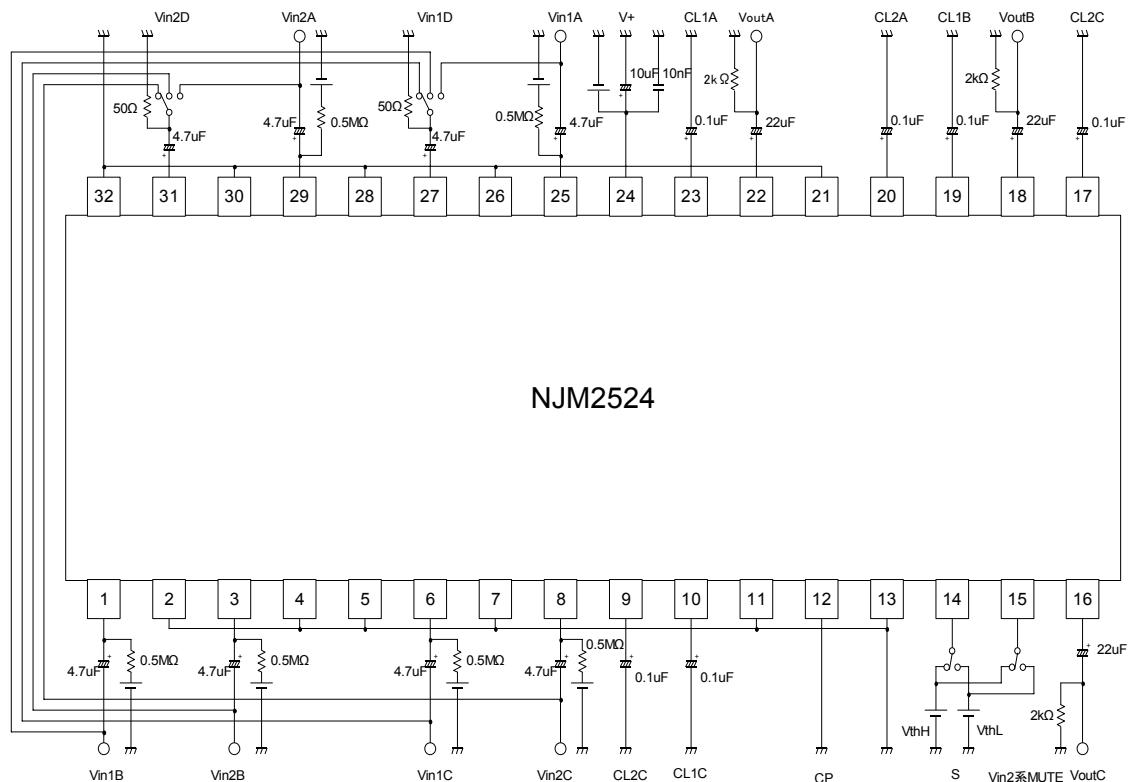 Vin2D Vin2A Vin1D Vin1A V+ CL1A VoutA CL2A CL1B VoutB CL2C
10uF 10nF 2kΩ 2kΩ
50Ω 4.7uF 4.7uF 0.5MΩ 50Ω 4.7uF 0.5MΩ 4.7uF 0.1uF 22uF 0.1uF 0.1uF 22uF 0.1uF
32 31 30 29 28 27 26 25 24 23 22 21 20 19 18 17
NJM2524
1 2 3 4 5 6 7 8 9 10 11 12 13 14 15 16
4.7uF 0.5MΩ 4.7uF 0.5MΩ 4.7uF 0.5MΩ 4.7uF 0.5MΩ 0.1uF 0.1uF 22uF
VthH VthL 2kΩ
Vin1B Vin2B Vin1C Vin2C CL2C CL1C CP S Vin2系MUTE VoutC